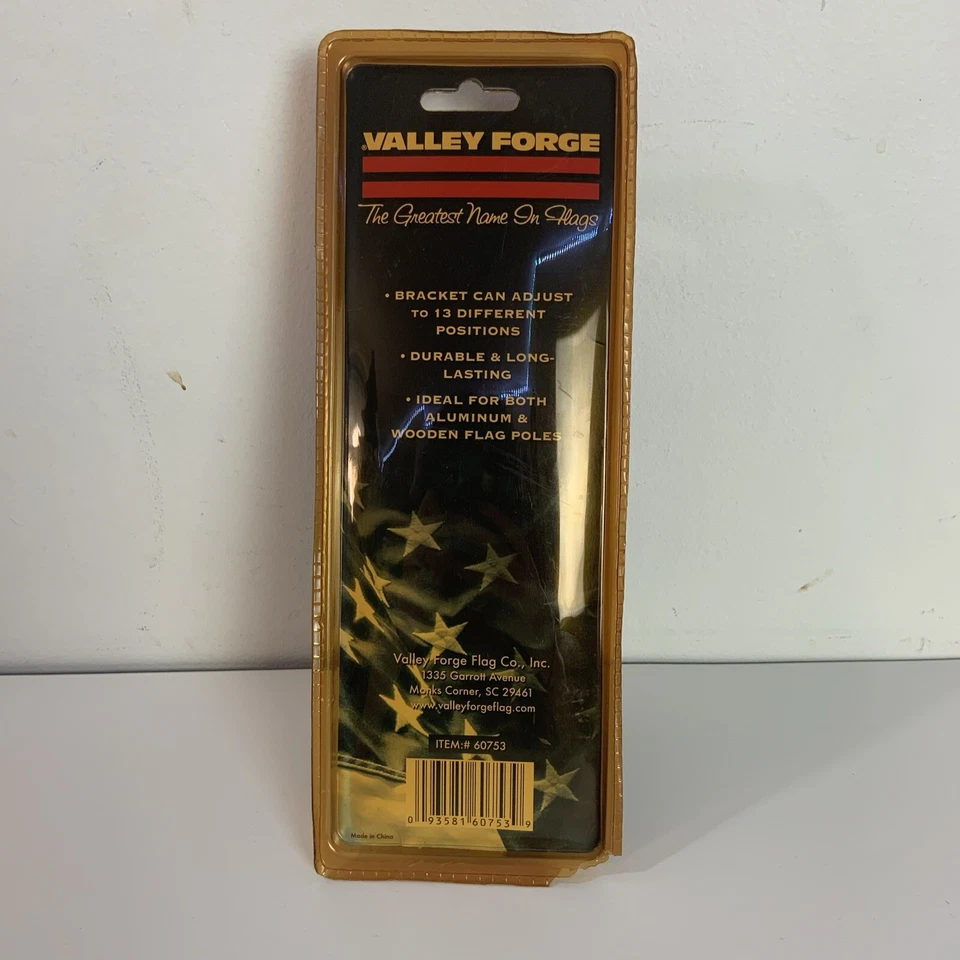 ®VALLEY FORGE
The Greatest Name In Flags
• BRACKET CAN ADJUST
TO 13 DIFFERENT
POSITIONS
• DURABLE & LONG-
LASTING
• IDEAL FOR BOTH
ALUMINUM &
WOODEN FLAG POLES
Valley Forge Flag Co., Inc.
1335 Garrott Avenue
Monks Corner, SC 29461
www.valleyforgeflag.com
ITEM:# 60753
0 93581 60753 9
Made in China